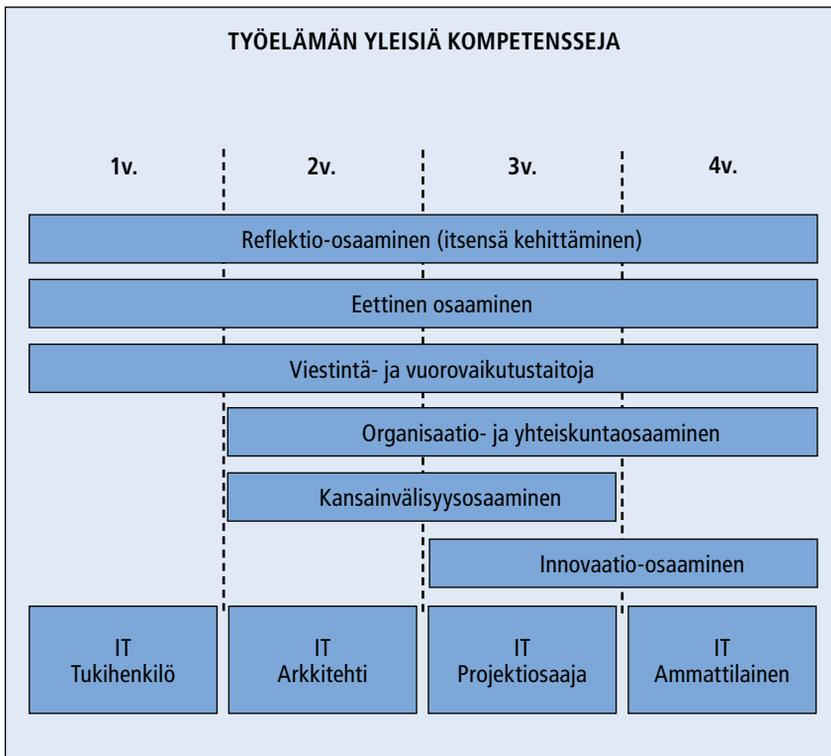 TYÖELÄMÄN YLEISIÄ KOMPETENSSEJA
1v.
2v.
3v.
4v.
Reflektio-osaaminen (itsensä kehittäminen)
Eettinen osaaminen
Viestintä- ja vuorovaikutustaitoja
Organisaatio- ja yhteiskuntaosaaminen
Kansainvälisyysosaaminen
Innovaatio-osaaminen
IT
Tukihenkilö
IT
Arkkitehti
IT
Projektiosaaja
IT
Ammattilainen